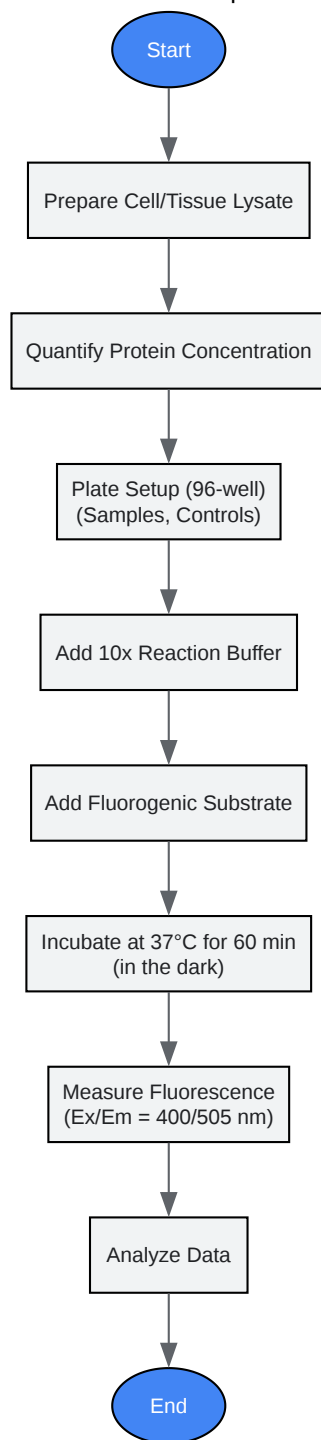 Start
Prepare Cell/Tissue Lysate
Quantify Protein Concentration
Plate Setup (96-well)
(Samples, Controls)
Add 10x Reaction Buffer
Add Fluorogenic Substrate
Incubate at 37°C for 60 min
(in the dark)
Measure Fluorescence
(Ex/Em = 400/505 nm)
Analyze Data
End